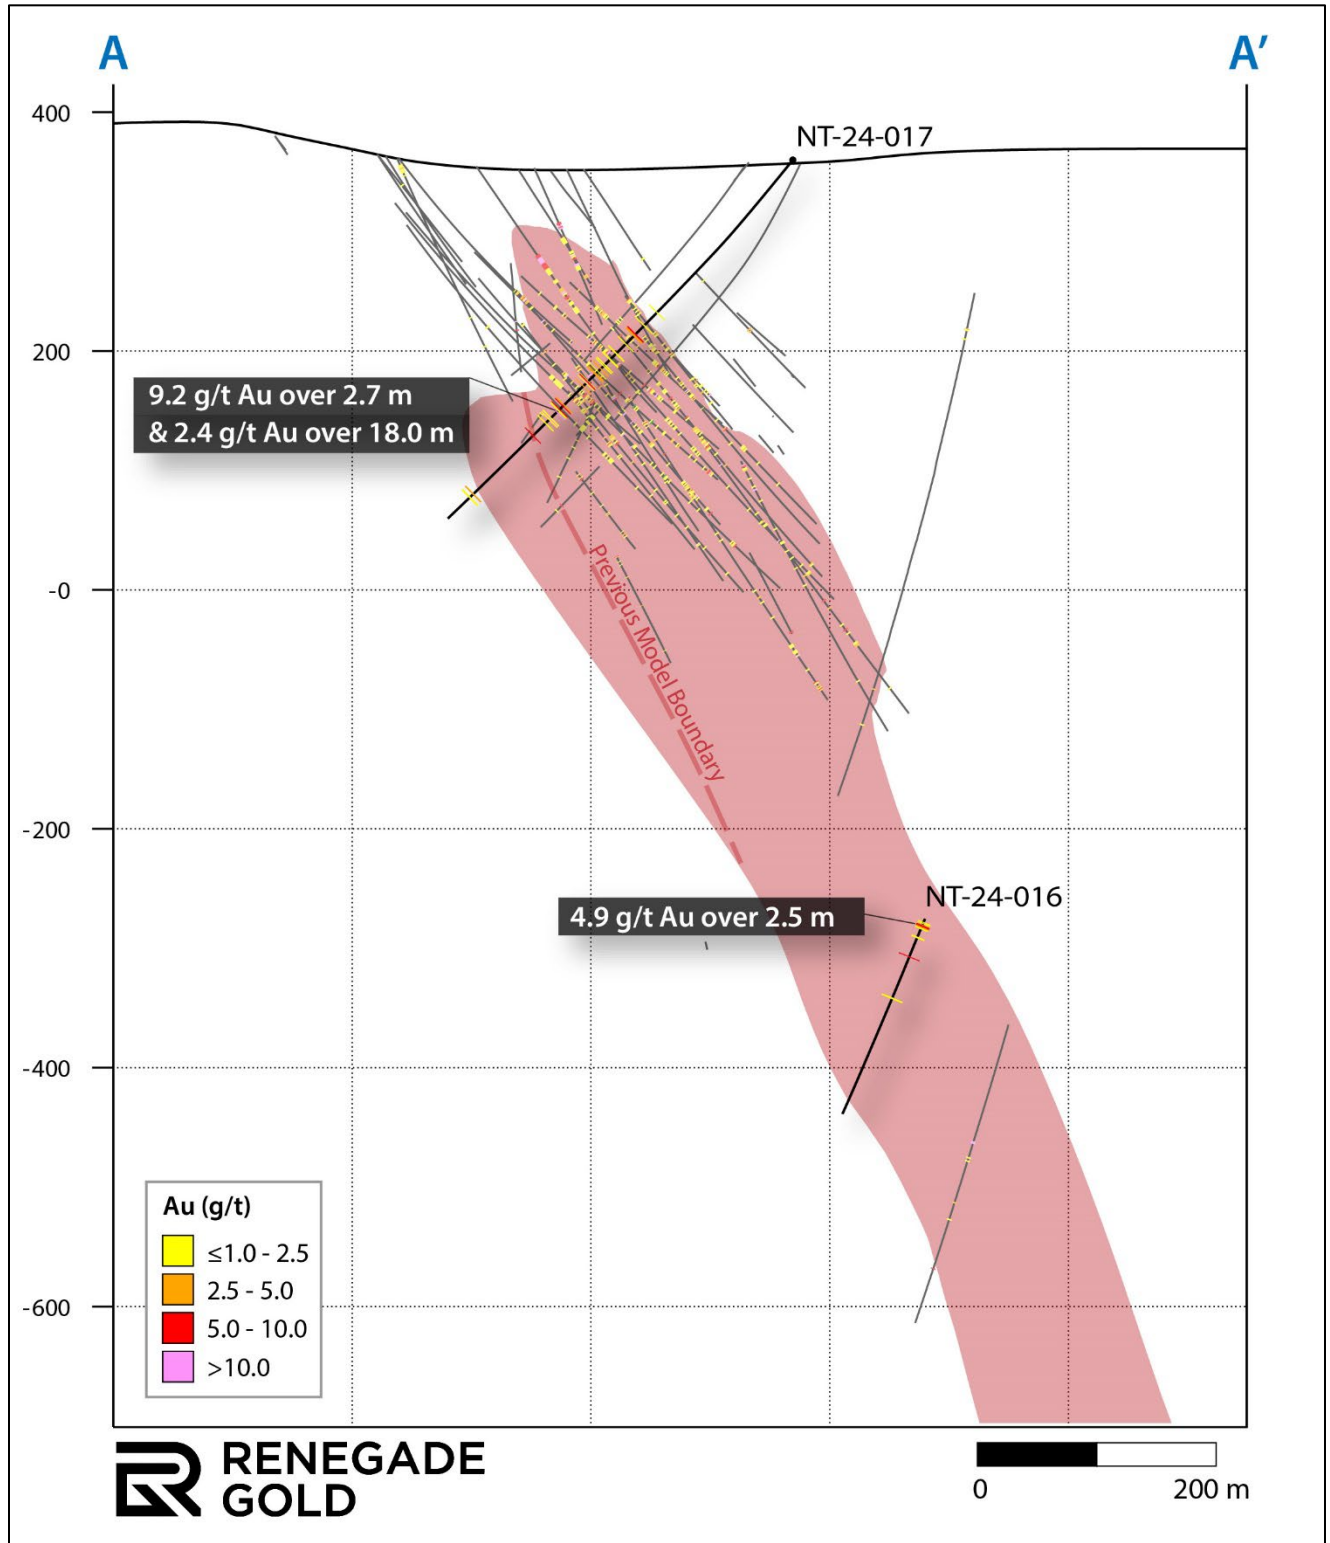 A
A′
400
NT-24-017
200
9.2 g/t Au over 2.7 m
& 2.4 g/t Au over 18.0 m
-0
Previous Model Boundary
-200
NT-24-016
4.9 g/t Au over 2.5 m
-400
Au (g/t)
≤1.0 - 2.5
2.5 - 5.0
5.0 - 10.0
>10.0
-600
RENEGADE
GOLD
0
200 m